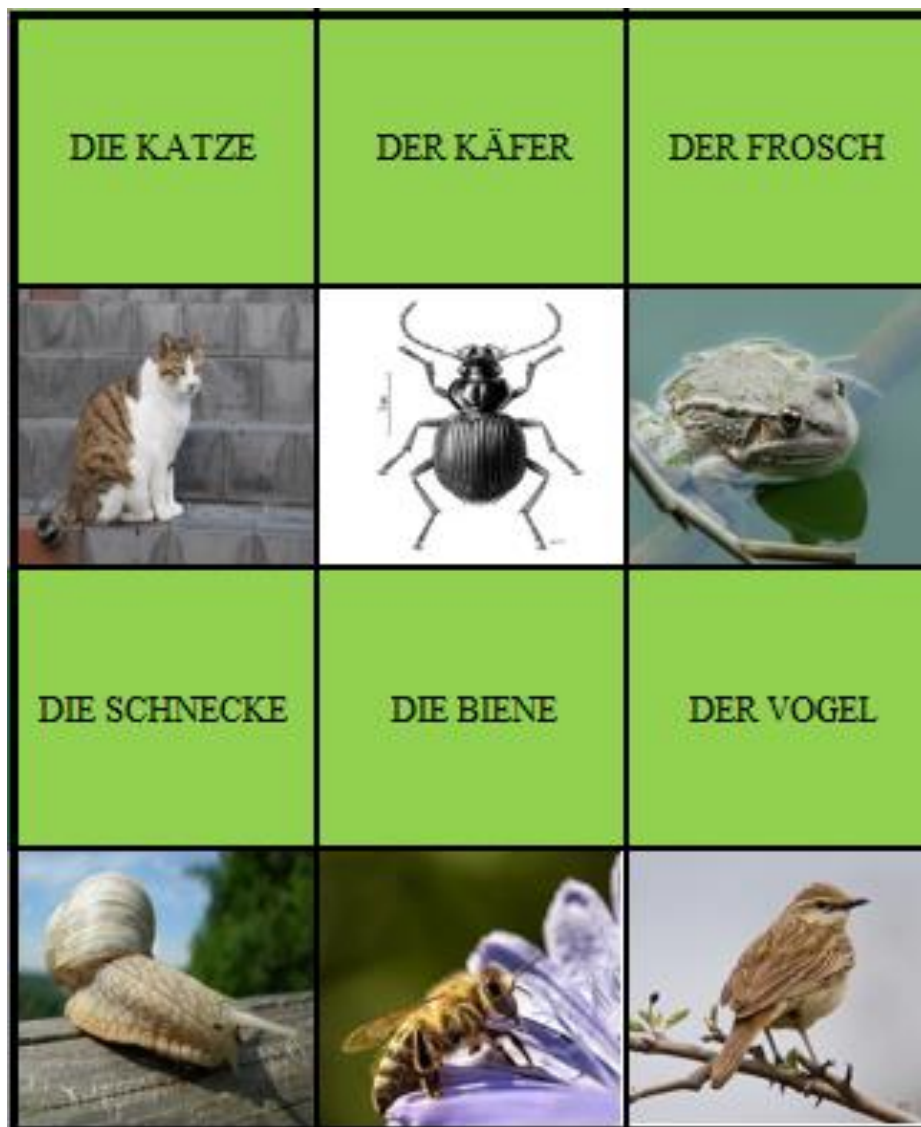 DIE KATZE
DER KÄFER
DER FROSCH
DIE SCHNECKE
DIE BIENE
DER VOGEL